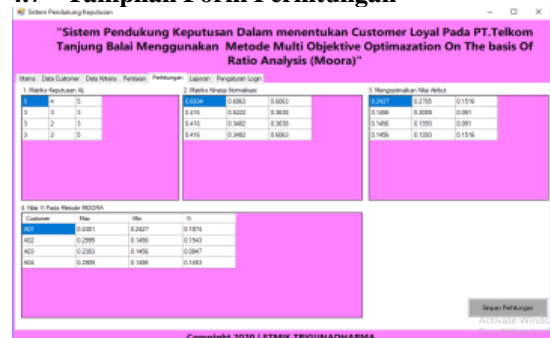 4.7 Tampilan Form Perhitungan
Sistem Pendukung Keputusan
"Sistem Pendukung Keputusan Dalam menentukan Customer Loyal Pada PT.Telkom
Tanjung Balai Menggunakan Metode Multi Objektive Optimazation On The basis Of
Ratio Analysis (Moora)"
Utama Data Customer Data Kriteria Penilaian Perhitungan Laporan Pengaturan Login
1. Matriks Keputusan Xij 2. Matriks Kinerja Normalisasi 3. Mengoptimalkan Nilai Atribut
5 4 5 0.6934 0.6963 0.6063 0.2427 0.2785 0.1516
3 3 3 0.416 0.5222 0.3638 0.1456 0.2089 0.091
3 2 3 0.416 0.3482 0.3638 0.1456 0.1393 0.091
3 2 5 0.416 0.3482 0.6063 0.1456 0.1393 0.1516
4. Nilai Yi Pada Metode MOORA
Customer Max Min Yi
A01 0.4301 0.2427 0.1874
A02 0.2999 0.1456 0.1543
A03 0.2303 0.1456 0.0847
A04 0.2909 0.1456 0.1453
Simpan Perhitungan
Activate Windo
Copyright 2020 | STMIK TRIGUNADHARMA